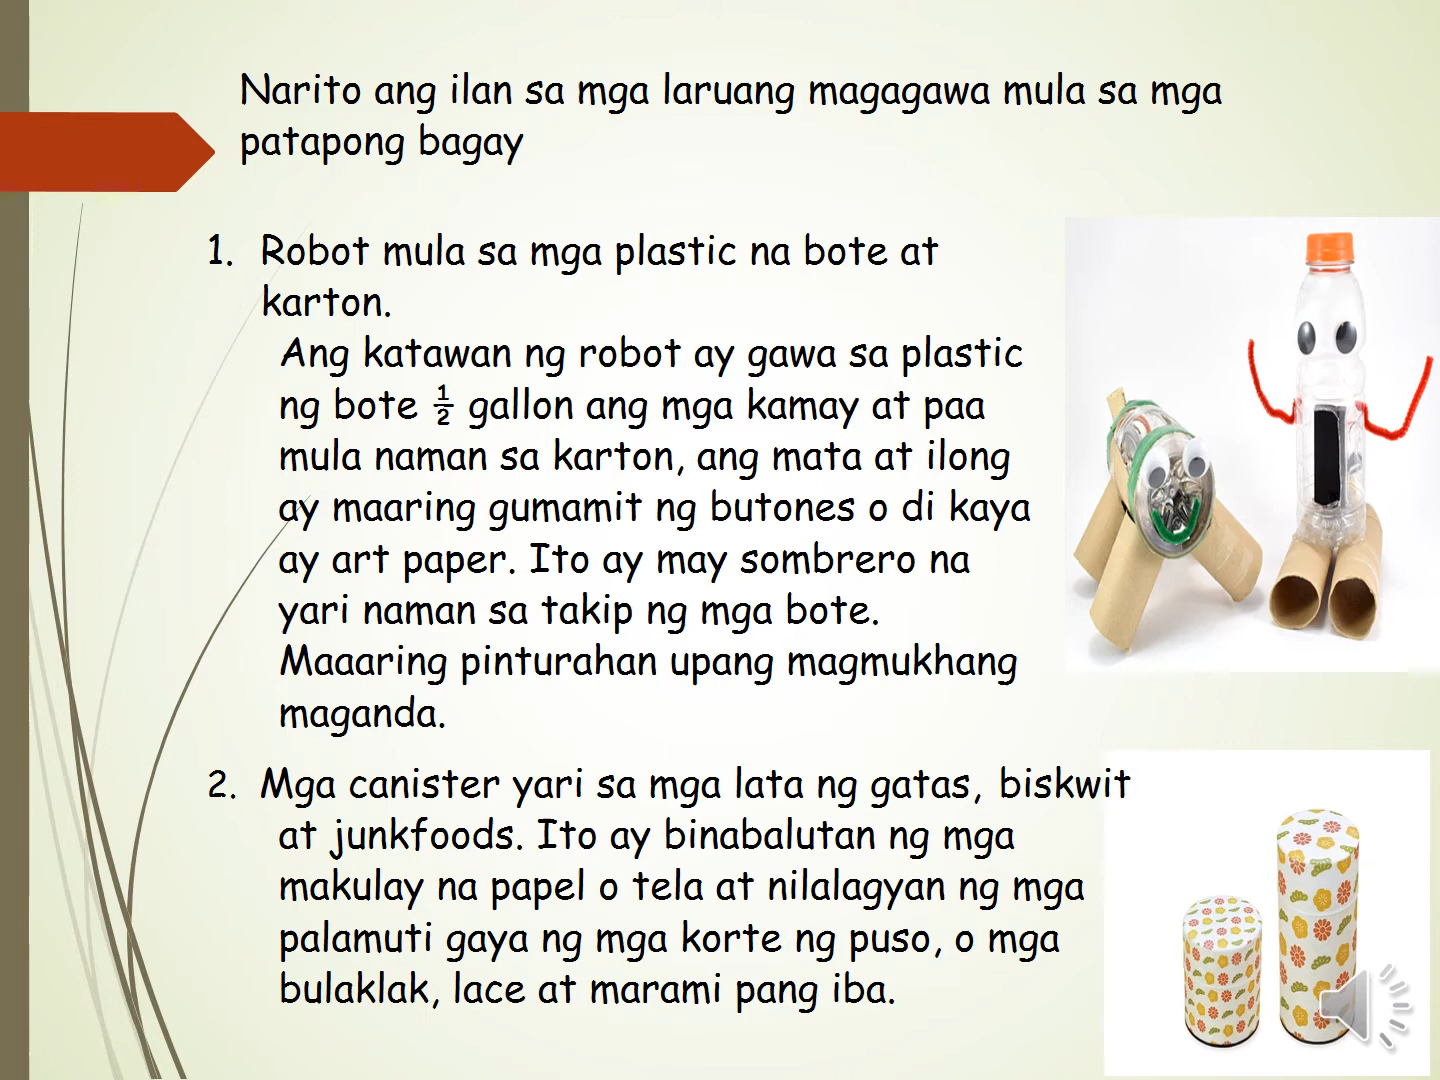 Narito ang ilan sa mga laruang magagawa mula sa mga
patapong bagay
1. Robot mula sa mga plastic na bote at
karton.
Ang katawan ng robot ay gawa sa plastic
ng bote ½ gallon ang mga kamay at paa
mula naman sa karton, ang mata at ilong
ay maaring gumamit ng butones o di kaya
ay art paper. Ito ay may sombrero na
yari naman sa takip ng mga bote.
Maaaring pinturahan upang magmukhang
maganda.
2. Mga canister yari sa mga lata ng gatas, biskwit
at junkfoods. Ito ay binabalutan ng mga
makulay na papel o tela at nilalagyan ng mga
palamuti gaya ng mga korte ng puso, o mga
bulaklak, lace at marami pang iba.